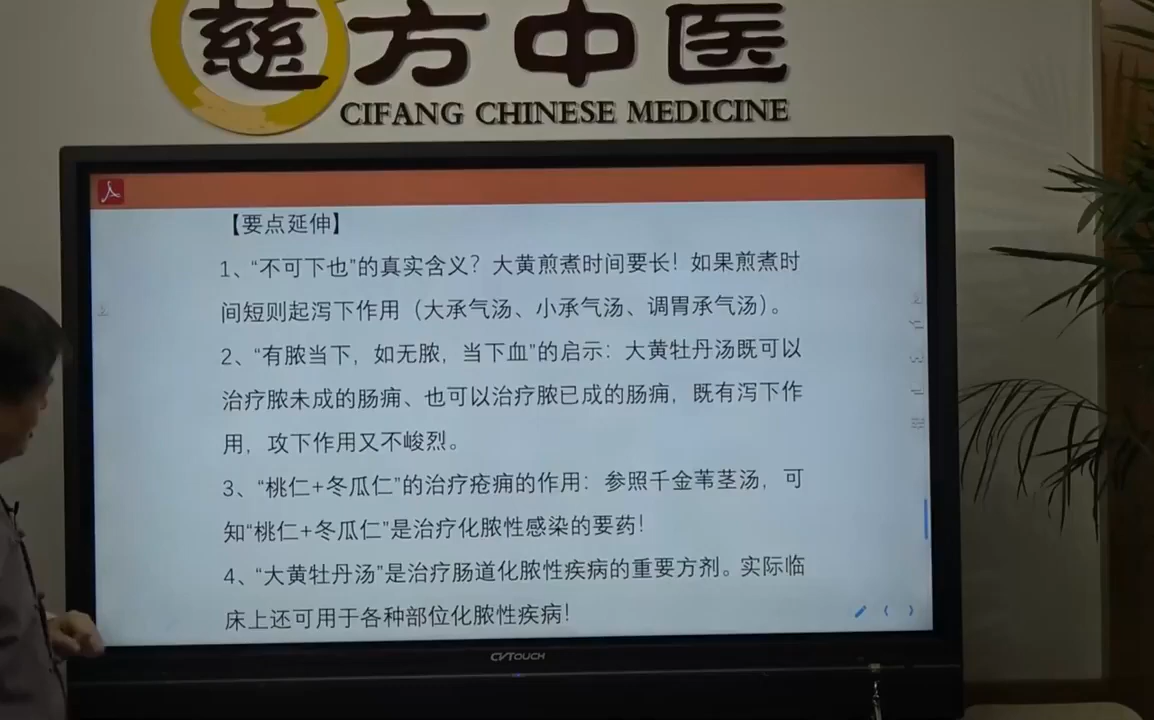 慈方中医
CIFANG CHINESE MEDICINE
【要点延伸】
1、“不可下也”的真实含义？大黄煎煮时间要长！如果煎煮时
间短则起泻下作用（大承气汤、小承气汤、调胃承气汤）。
2、“有脓当下，如无脓，当下血”的启示：大黄牡丹汤既可以
治疗脓未成的肠痈、也可以治疗脓已成的肠痈，既有泻下作
用，攻下作用又不峻烈。
3、“桃仁+冬瓜仁”的治疗疮痈的作用：参照千金苇茎汤，可
知“桃仁+冬瓜仁”是治疗化脓性感染的要药！
4、“大黄牡丹汤”是治疗肠道化脓性疾病的重要方剂。实际临
床上还可用于各种部位化脓性疾病！
CVTOUCH